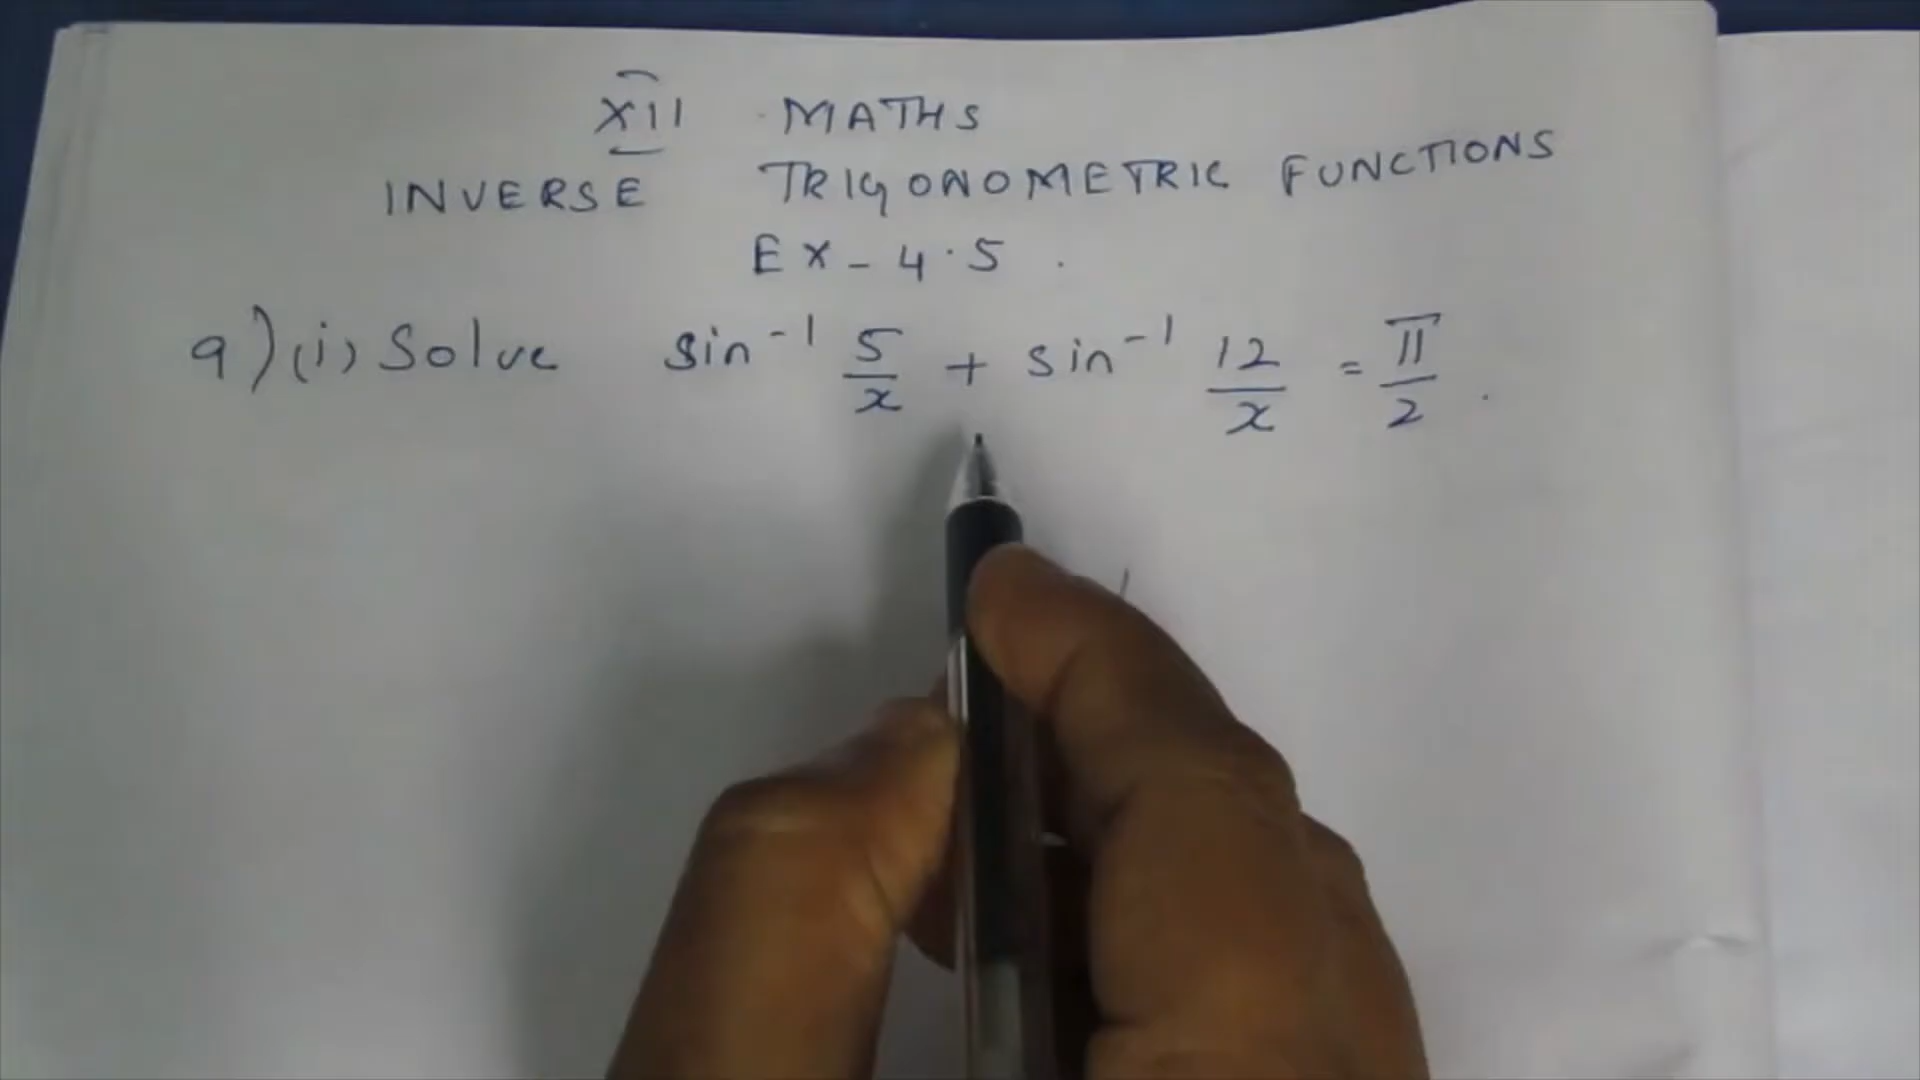 XII MATHS
INVERSE TRIGONOMETRIC FUNCTIONS
EX - 4.5
9) (i) Solve sin⁻¹ 5/x + sin⁻¹ 12/x = π/2.